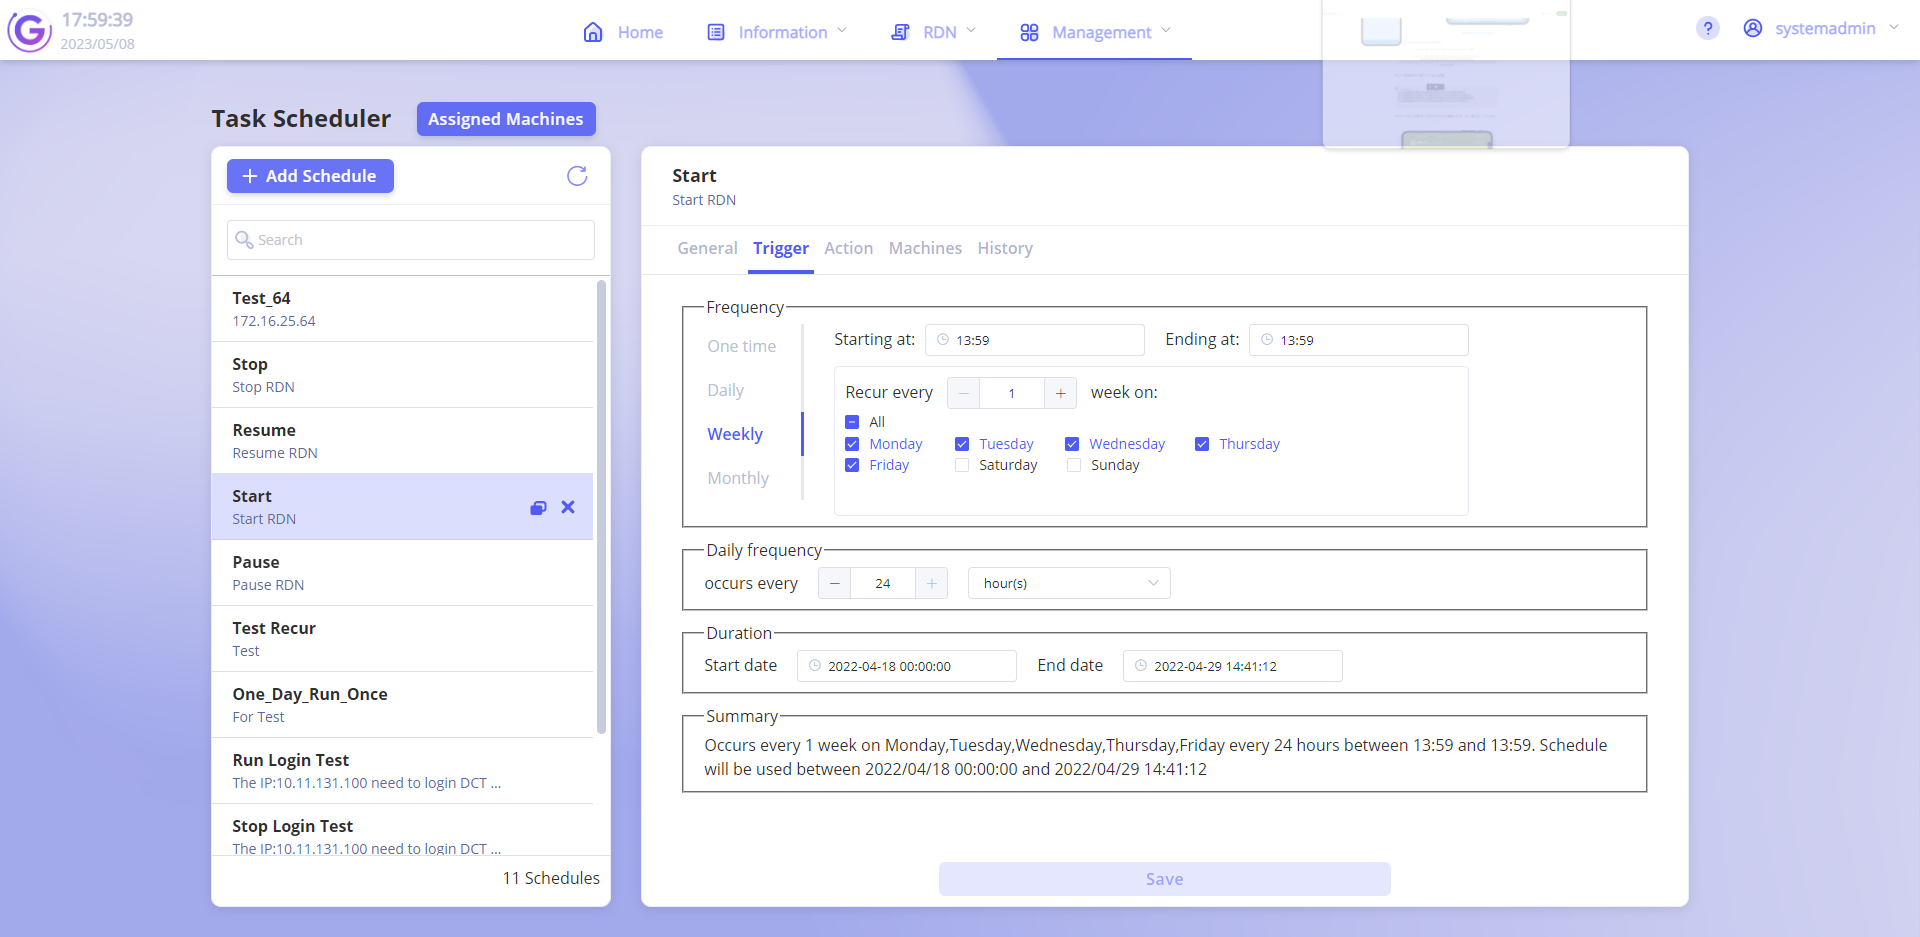 17:59:39
2023/05/08
Home
Information
RDN
Management
?
systemadmin
Task Scheduler
Assigned Machines
+ Add Schedule
Search
Test_64
172.16.25.64
Stop
Stop RDN
Resume
Resume RDN
Start
Start RDN
Pause
Pause RDN
Test Recur
Test
One_Day_Run_Once
For Test
Run Login Test
The IP:10.11.131.100 need to login DCT ...
Stop Login Test
The IP:10.11.131.100 need to login DCT ...
11 Schedules
Start
Start RDN
General Trigger Action Machines History
Frequency
One time
Daily
Weekly
Monthly
Starting at: 13:59 Ending at: 13:59
Recur every − 1 + week on:
All
Monday Tuesday Wednesday Thursday
Friday Saturday Sunday
Daily frequency
occurs every − 24 + hour(s)
Duration
Start date 2022-04-18 00:00:00 End date 2022-04-29 14:41:12
Summary
Occurs every 1 week on Monday,Tuesday,Wednesday,Thursday,Friday every 24 hours between 13:59 and 13:59. Schedule
will be used between 2022/04/18 00:00:00 and 2022/04/29 14:41:12
Save